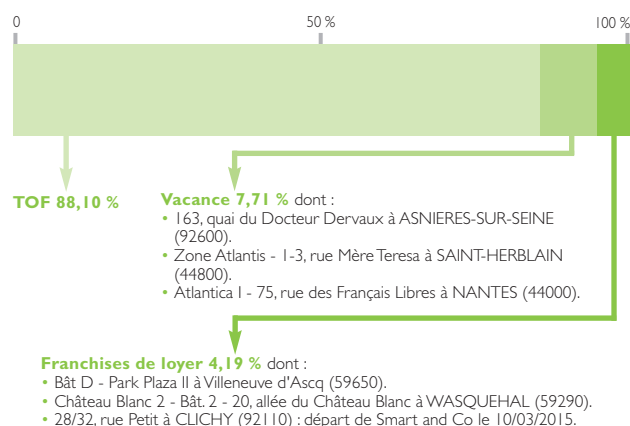 0 50 % 100 %
TOF 88,10 %
Vacance 7,71 % dont :
• 163, quai du Docteur Dervaux à ASNIERES-SUR-SEINE
(92600).
• Zone Atlantis - 1-3, rue Mère Teresa à SAINT-HERBLAIN
(44800).
• Atlantica I - 75, rue des Français Libres à NANTES (44000).
Franchises de loyer 4,19 % dont :
• Bât D - Park Plaza II à Villeneuve d'Ascq (59650).
• Château Blanc 2 - Bât. 2 - 20, allée du Château Blanc à WASQUEHAL (59290).
• 28/32, rue Petit à CLICHY (92110) : départ de Smart and Co le 10/03/2015.